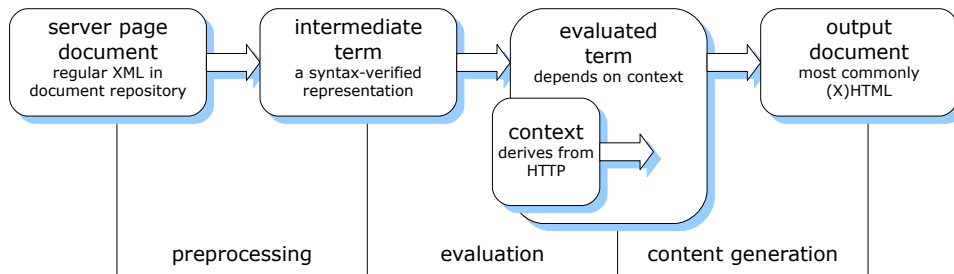 server page
document
regular XML in
document repository
intermediate
term
a syntax-verified
representation
evaluated
term
depends on context
context
derives from
HTTP
output
document
most commonly
(X)HTML
preprocessing
evaluation
content generation